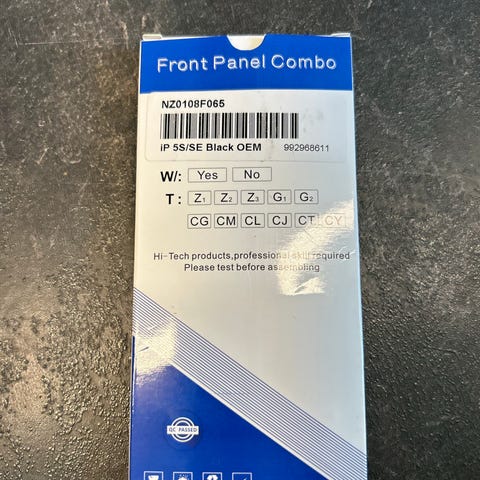 Front Panel Combo
NZ0108F065
iP 5S/SE Black OEM 992968611
W/: Yes No
T: Z1 Z2 Z3 G1 G2
CG CM CL CJ CT CY
Hi-Tech products,professional skill required
Please test before assembling
QC PASSED